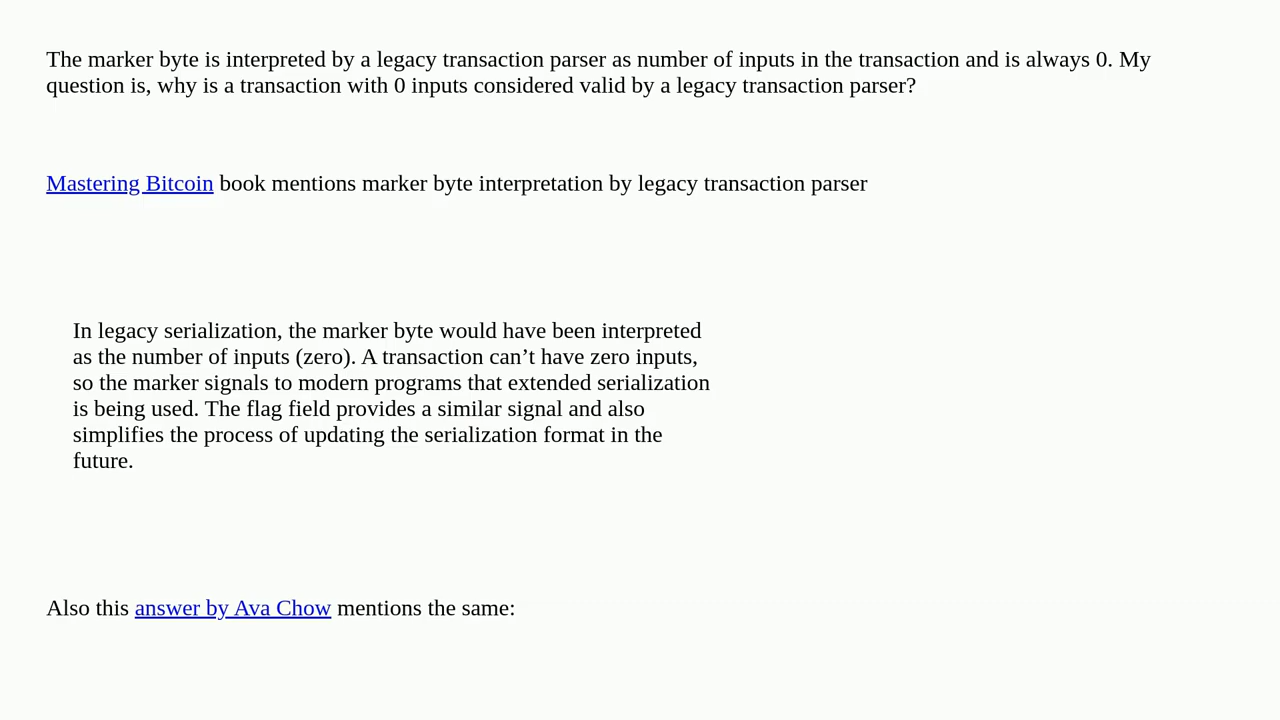 The marker byte is interpreted by a legacy transaction parser as number of inputs in the transaction and is always 0. My
question is, why is a transaction with 0 inputs considered valid by a legacy transaction parser?
Mastering Bitcoin book mentions marker byte interpretation by legacy transaction parser
In legacy serialization, the marker byte would have been interpreted
as the number of inputs (zero). A transaction can’t have zero inputs,
so the marker signals to modern programs that extended serialization
is being used. The flag field provides a similar signal and also
simplifies the process of updating the serialization format in the
future.
Also this answer by Ava Chow mentions the same: